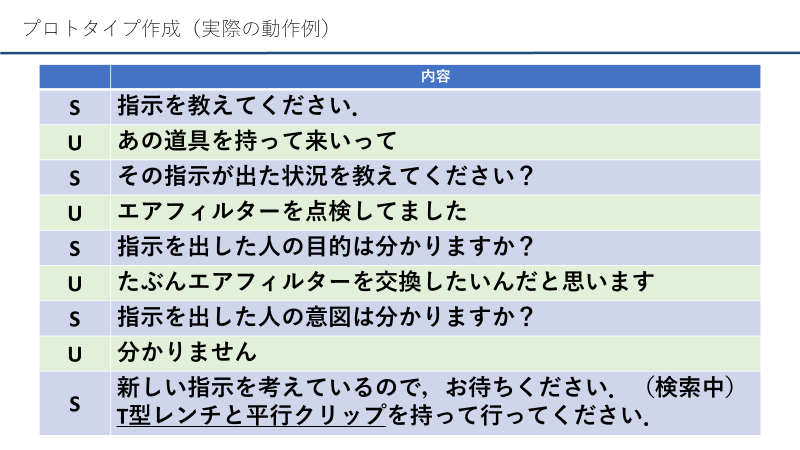 プロトタイプ作成（実際の動作例）
内容
S 指示を教えてください．
U あの道具を持って来いって
S その指示が出た状況を教えてください？
U エアフィルターを点検してました
S 指示を出した人の目的は分かりますか？
U たぶんエアフィルターを交換したいんだと思います
S 指示を出した人の意図は分かりますか？
U 分かりません
S 新しい指示を考えているので，お待ちください．（検索中）
T型レンチと平行クリップを持って行ってください．